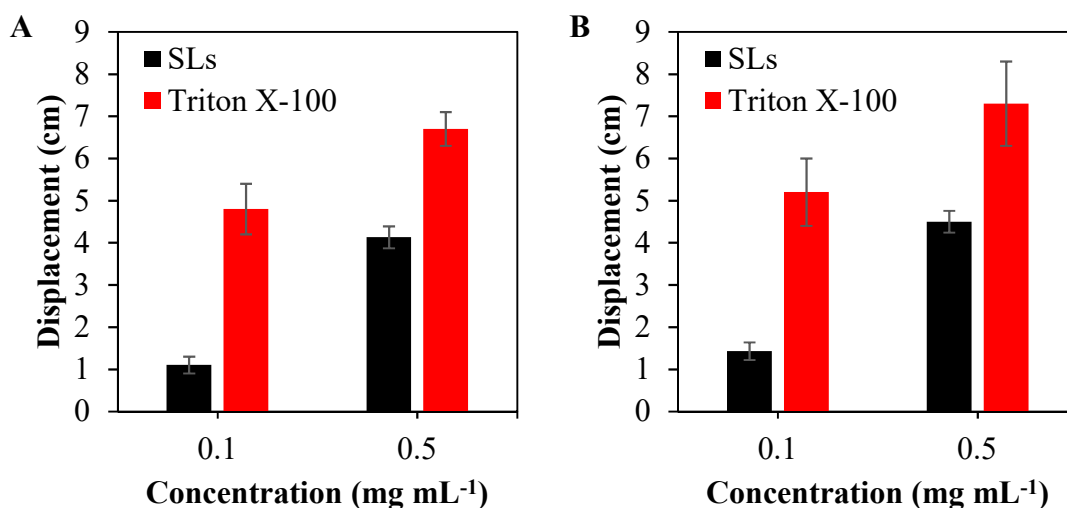 A
Displacement (cm)
9
8
7
6
5
4
3
2
1
0
SLs
Triton X-100
0.1
0.5
Concentration (mg mL-1)
B
Displacement (cm)
9
8
7
6
5
4
3
2
1
0
SLs
Triton X-100
0.1
0.5
Concentration (mg mL-1)